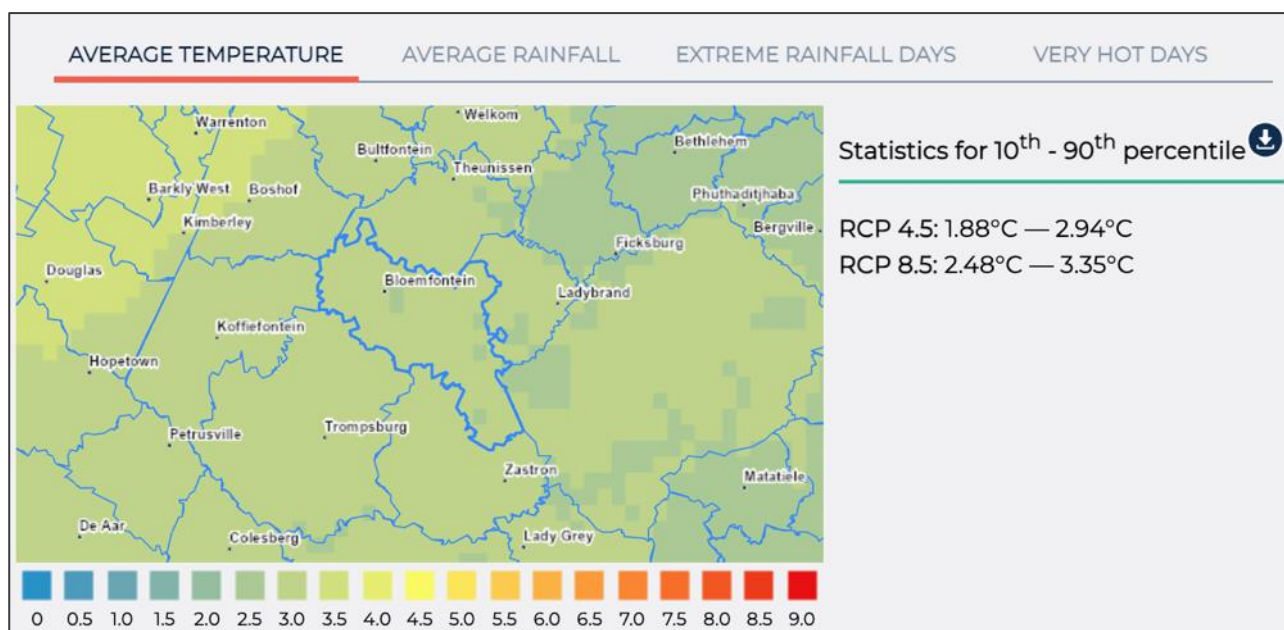 AVERAGE TEMPERATURE AVERAGE RAINFALL EXTREME RAINFALL DAYS VERY HOT DAYS
Welkom
Warrenton
Bethlehem
Bultfontein
Theunissen
Barkly West Boshof
Phuthaditjhaba
Kimberley
Bergville
Ficksburg
Douglas
Bloemfontein
Ladybrand
Koffiefontein
Hopetown
Petrusville
Trompsburg
Zastron
Matatiele
De Aar
Colesberg
Lady Grey
0 0.5 1.0 1.5 2.0 2.5 3.0 3.5 4.0 4.5 5.0 5.5 6.0 6.5 7.0 7.5 8.0 8.5 9.0
Statistics for 10th - 90th percentile
RCP 4.5: 1.88°C — 2.94°C
RCP 8.5: 2.48°C — 3.35°C